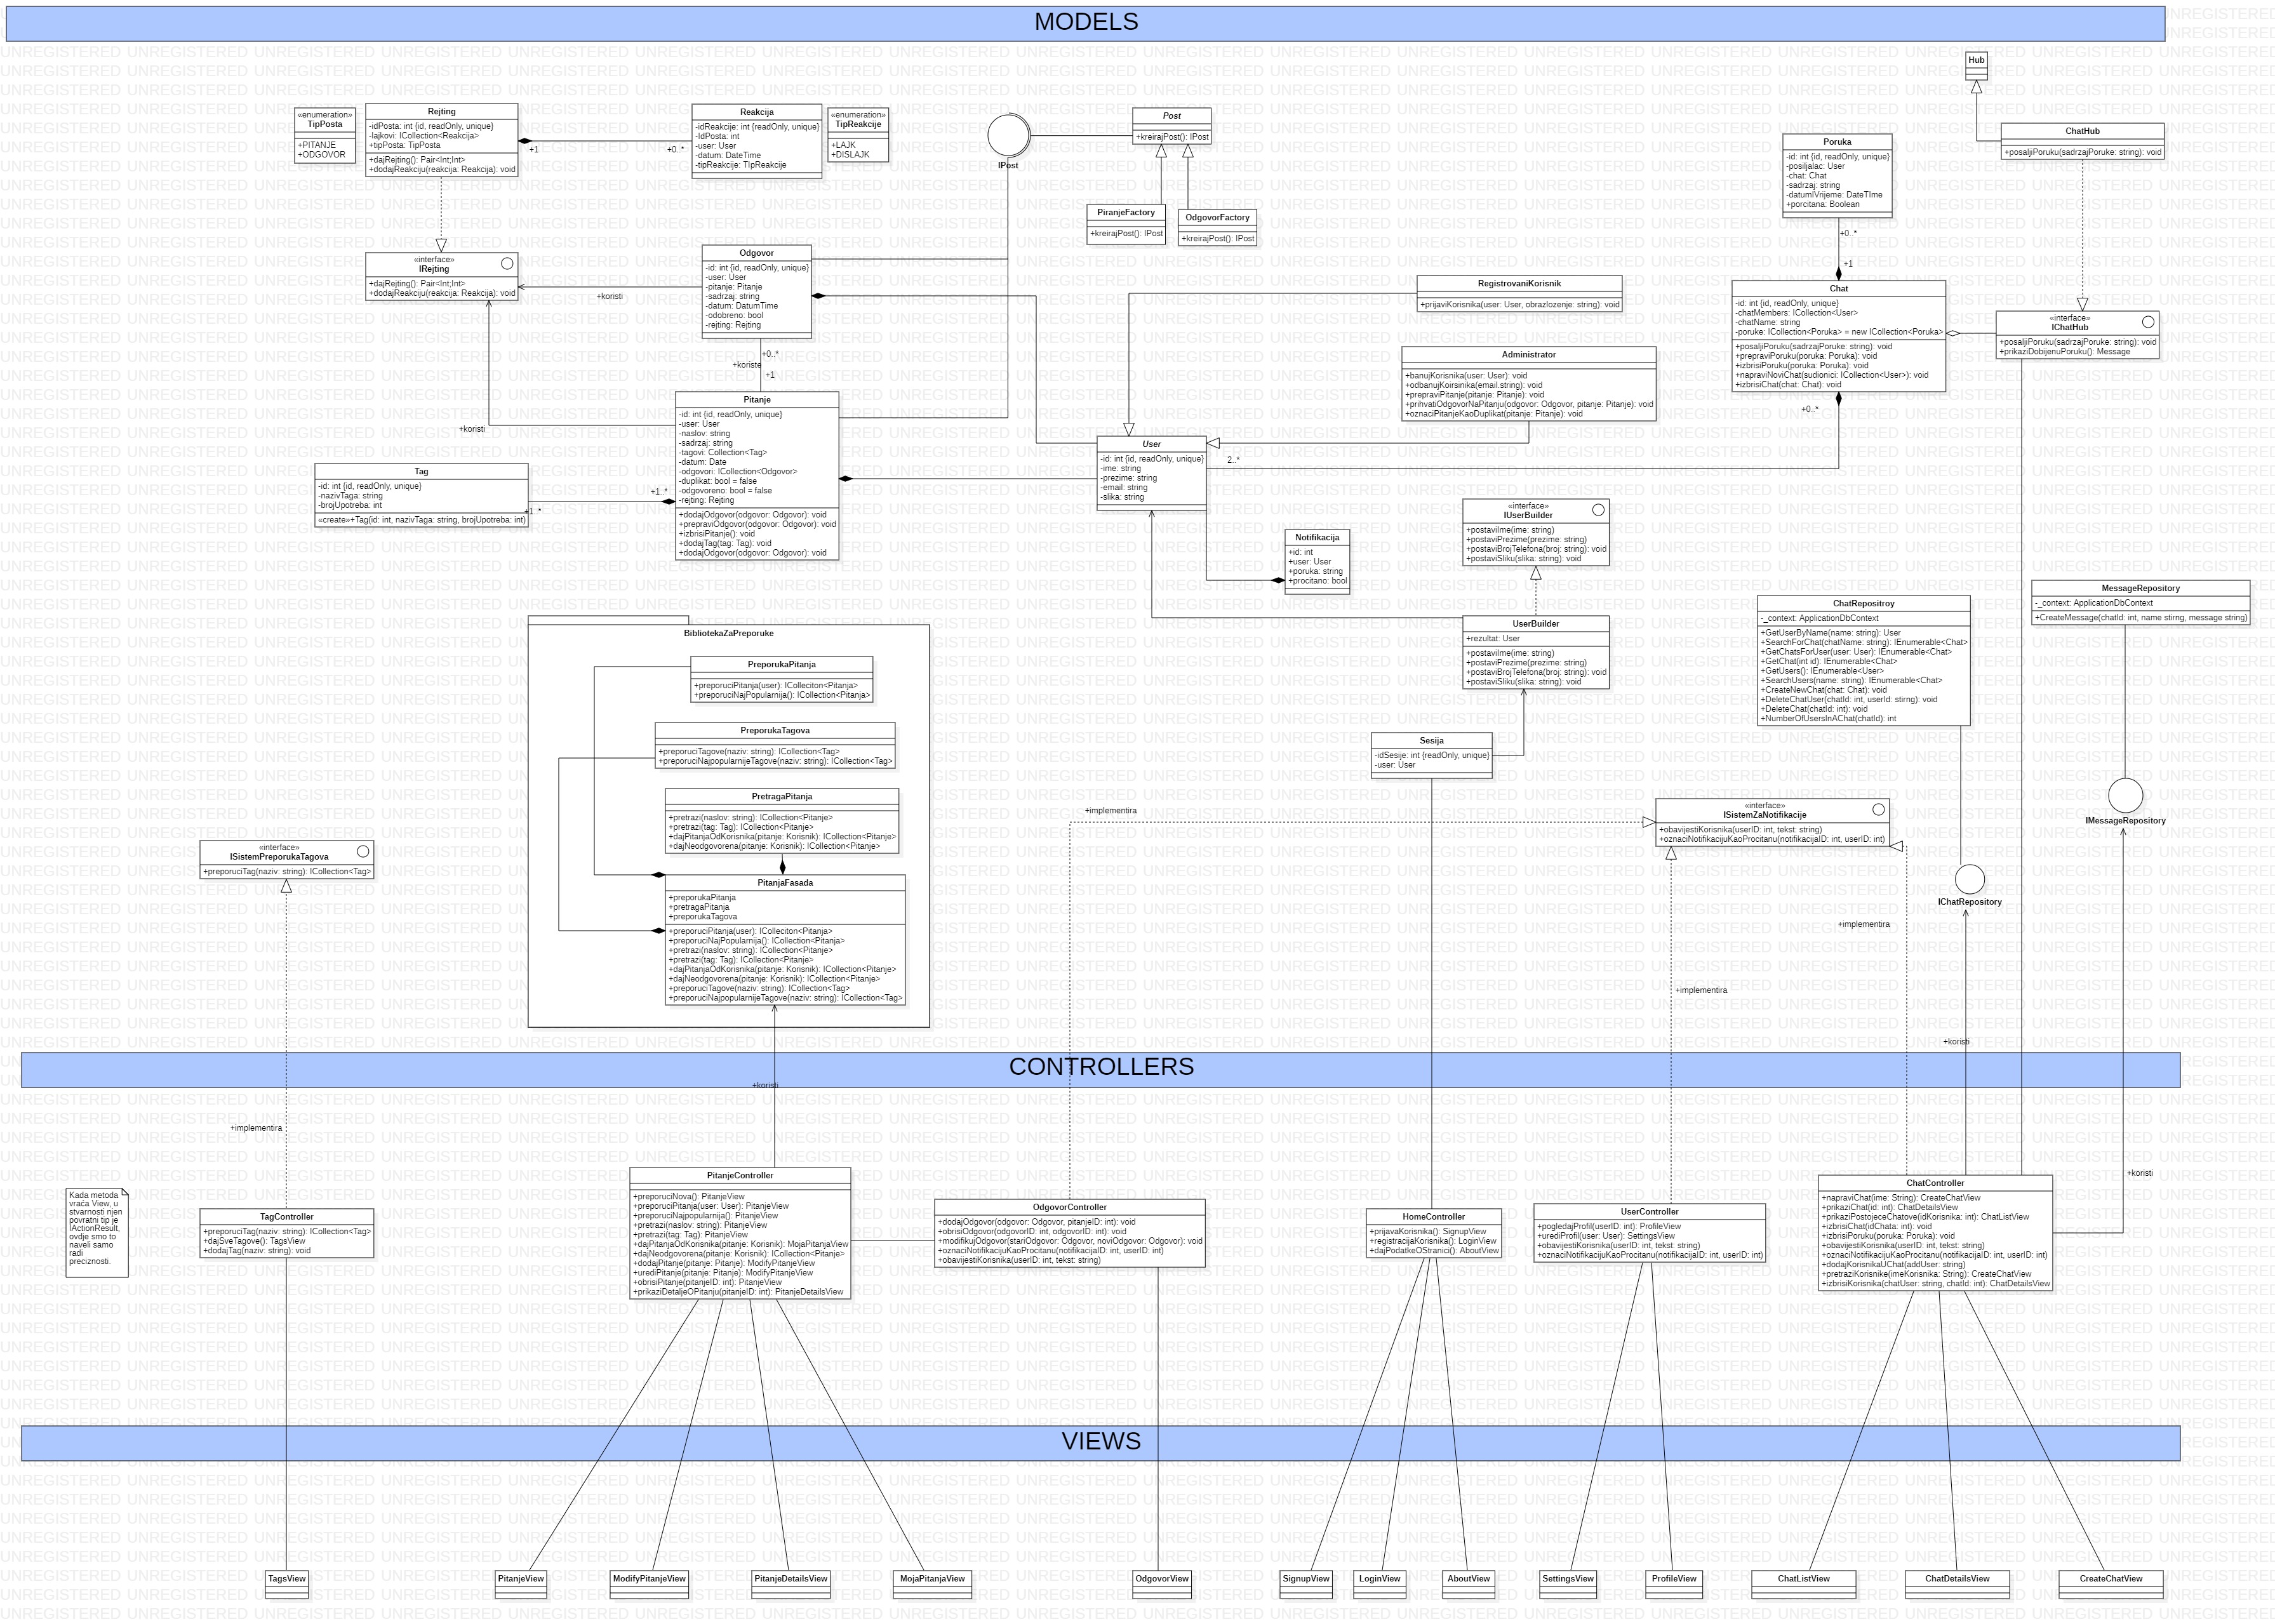 MODELS
Hub
ChatHub
+posaljiPoruku(sadrzajPoruke: string): void
«enumeration»
TipPosta
+PITANJE
+ODGOVOR
Rejting
-idPosta: int {id, readOnly, unique}
-lajkovi: ICollection<Reakcija>
+tipPosta: TipPosta
+dajRejting(): Pair<Int;Int>
+dodajReakciju(reakcija: Reakcija): void
+1
+0..*
Reakcija
-idReakcije: int {readOnly, unique}
-IdPosta: int
-user: User
-datum: DateTime
-tipReakcije: TIpReakcije
«enumeration»
TipReakcije
+LAJK
+DISLAJK
IPost
Post
+kreirajPost(): IPost
PiranjeFactory
+kreirajPost(): IPost
OdgovorFactory
+kreirajPost(): IPost
Poruka
-id: int {id, readOnly, unique}
-posiljalac: User
-chat: Chat
-sadrzaj: string
-datumIVrijeme: DateTIme
+porcitana: Boolean
+0..*
+1
«interface»
IRejting
+dajRejting(): Pair<Int;Int>
+dodajReakciju(reakcija: Reakcija): void
+koristi
Odgovor
-id: int {id, readOnly, unique}
-user: User
-pitanje: Pitanje
-sadrzaj: string
-datum: DatumTime
-odobreno: bool
-rejting: Rejting
+0..*
+koriste
+1
RegistrovaniKorisnik
+prijaviKorisnika(user: User, obrazlozenje: string): void
Chat
-id: int {id, readOnly, unique}
-chatMembers: ICollection<User>
-chatName: string
-poruke: ICollection<Poruka> = new ICollection<Poruka>
+posaljiPoruku(sadrzajPoruke: string): void
+prepraviPoruku(poruka: Poruka): void
+izbrisiPoruku(poruka: Poruka): void
+napraviNoviChat(sudionici: ICollection<User>): void
+izbrisiChat(chat: Chat): void
+0..*
«interface»
IChatHub
+posaljiPoruku(sadrzajPoruke: string): void
+prikaziDobijenuPoruku(): Message
Administrator
+banujKorisnika(user: User): void
+odbanujKoirsinika(email.string): void
+prepraviPitanje(pitanje: Pitanje): void
+prihvatiOdgovorNaPitanju(odgovor: Odgovor, pitanje: Pitanje): void
+oznaciPitanjeKaoDuplikat(pitanje: Pitanje): void
Pitanje
-id: int {id, readOnly, unique}
-user: User
-naslov: string
-sadrzaj: string
-tagovi: Collection<Tag>
-datum: Date
-odgovori: ICollection<Odgovor>
-duplikat: bool = false
-odgovoreno: bool = false
-rejting: Rejting
+dodajOdgovor(odgovor: Odgovor): void
+prepraviOdgovor(odgovor: Odgovor): void
+izbrisiPitanje(): void
+dodajTag(tag: Tag): void
+dodajOdgovor(odgovor: Odgovor): void
+koristi
Tag
-id: int {id, readOnly, unique}
-nazivTaga: string
-brojUpotreba: int
«create»+Tag(id: int, nazivTaga: string, brojUpotreba: int)
+1..*
+1..*
User
-id: int {id, readOnly, unique}
-ime: string
-prezime: string
-email: string
-slika: string
2..*
Notifikacija
+id: int
+user: User
+poruka: string
+procitano: bool
«interface»
IUserBuilder
+postaviIme(ime: string)
+postaviPrezime(prezime: string)
+postaviBrojTelefona(broj: string): void
+postaviSliku(slika: string): void
UserBuilder
+rezultat: User
+postaviIme(ime: string)
+postaviPrezime(prezime: string)
+postaviBrojTelefona(broj: string): void
+postaviSliku(slika: string): void
ChatRepositroy
-_context: ApplicationDbContext
+GetUserByName(name: string): User
+SearchForChat(chatName: string): IEnumerable<Chat>
+GetChatsForUser(user: User): IEnumerable<Chat>
+GetChat(int id): IEnumerable<Chat>
+GetUsers(): IEnumerable<User>
+SearchUsers(name: string): IEnumerable<Chat>
+CreateNewChat(chat: Chat): void
+DeleteChatUser(chatId: int, userId: stirng): void
+DeleteChat(chatId: int): void
+NumberOfUsersInAChat(chatId): int
MessageRepository
-_context: ApplicationDbContext
+CreateMessage(chatId: int, name stirng, message string)
BibliotekaZaPreporuke
PreporukaPitanja
+preporuciPitanja(user): IColleciton<Pitanja>
+preporuciNajPopularnija(): ICollection<Pitanja>
PreporukaTagova
+preporuciTagove(naziv: string): ICollection<Tag>
+preporuciNajpopularnijeTagove(naziv: string): ICollection<Tag>
PretragaPitanja
+pretrazi(naslov: string): ICollection<Pitanje>
+pretrazi(tag: Tag): ICollection<Pitanje>
+dajPitanjaOdKorisnika(pitanje: Korisnik): ICollection<Pitanje>
+dajNeodgovorena(pitanje: Korisnik): ICollection<Pitanje>
PitanjaFasada
+preporukaPitanja
+pretragaPitanja
+preporukaTagova
+preporuciPitanja(user): IColleciton<Pitanja>
+preporuciNajPopularnija(): ICollection<Pitanja>
+pretrazi(naslov: string): ICollection<Pitanje>
+pretrazi(tag: Tag): ICollection<Pitanje>
+dajPitanjaOdKorisnika(pitanje: Korisnik): ICollection<Pitanje>
+dajNeodgovorena(pitanje: Korisnik): ICollection<Pitanje>
+preporuciTagove(naziv: string): ICollection<Tag>
+preporuciNajpopularnijeTagove(naziv: string): ICollection<Tag>
Sesija
-idSesije: int {readOnly, unique}
-user: User
+implementira
«interface»
ISistemZaNotifikacije
+obavijestiKorisnika(userID: int, tekst: string)
+oznaciNotifikacijuKaoProcitanu(notifikacijaID: int, userID: int)
IMessageRepository
«interface»
ISistemPreporukaTagova
+preporuciTag(naziv: string): ICollection<Tag>
IChatRepository
+implementira
+implementira
+koristi
CONTROLLERS
+koristi
+implementira
+koristi
Kada metoda
vraća View, u
stvarnosti njen
povratni tip je
IActionResult,
ovdje smo to
naveli samo
radi
preciznosti.
TagController
+preporuciTag(naziv: string): ICollection<Tag>
+dajSveTagove(): TagsView
+dodajTag(naziv: string): void
PitanjeController
+preporuciNova(): PitanjeView
+preporuciPitanja(user: User): PitanjeView
+preporuciNajpopularnija(): PitanjeView
+pretrazi(naslov: string): PitanjeView
+pretrazi(tag: Tag): PitanjeView
+dajPitanjaOdKorisnika(pitanje: Korisnik): MojaPitanjaView
+dajNeodgovorena(pitanje: Korisnik): ICollection<Pitanje>
+dodajPitanje(pitanje: Pitanje): ModifyPitanjeView
+urediPitanje(pitanje: Pitanje): ModifyPitanjeView
+obrisiPitanje(pitanjeID: int): PitanjeView
+prikaziDetaljeOPitanju(pitanjeID: int): PitanjeDetailsView
OdgovorController
+dodajOdgovor(odgovor: Odgovor, pitanjeID: int): void
+obrisiOdgovor(odgovorID: int, odgovorID: int): void
+modifikujOdgovor(stariOdgovor: Odgovor, noviOdgovor: Odgovor): void
+oznaciNotifikacijuKaoProcitanu(notifikacijaID: int, userID: int)
+obavijestiKorisnika(userID: int, tekst: string)
HomeController
+prijavaKorisnika(): SignupView
+registracijaKorisnika(): LoginView
+dajPodatkeOStranici(): AboutView
UserController
+pogledajProfil(userID: int): ProfileView
+urediProfil(user: User): SettingsView
+obavijestiKorisnika(userID: int, tekst: string)
+oznaciNotifikacijuKaoProcitanu(notifikacijaID: int, userID: int)
ChatController
+napraviChat(ime: String): CreateChatView
+prikaziChat(id: int): ChatDetailsView
+prikaziPostojeceChatove(idKorisnika: int): ChatListView
+izbrisiChat(idChata: int): void
+izbrisiPoruku(poruka: Poruka): void
+obavijestiKorisnika(userID: int, tekst: string)
+oznaciNotifikacijuKaoProcitanu(notifikacijaID: int, userID: int)
+dodajKorisnikaUChat(addUser: string)
+pretraziKorisnike(imeKorisnika: String): CreateChatView
+izbrisiKorisnika(chatUser: string, chatId: int): ChatDetailsView
VIEWS
TagsView
PitanjeView
ModifyPitanjeView
PitanjeDetailsView
MojaPitanjaView
OdgovorView
SignupView
LoginView
AboutView
SettingsView
ProfileView
ChatListView
ChatDetailsView
CreateChatView